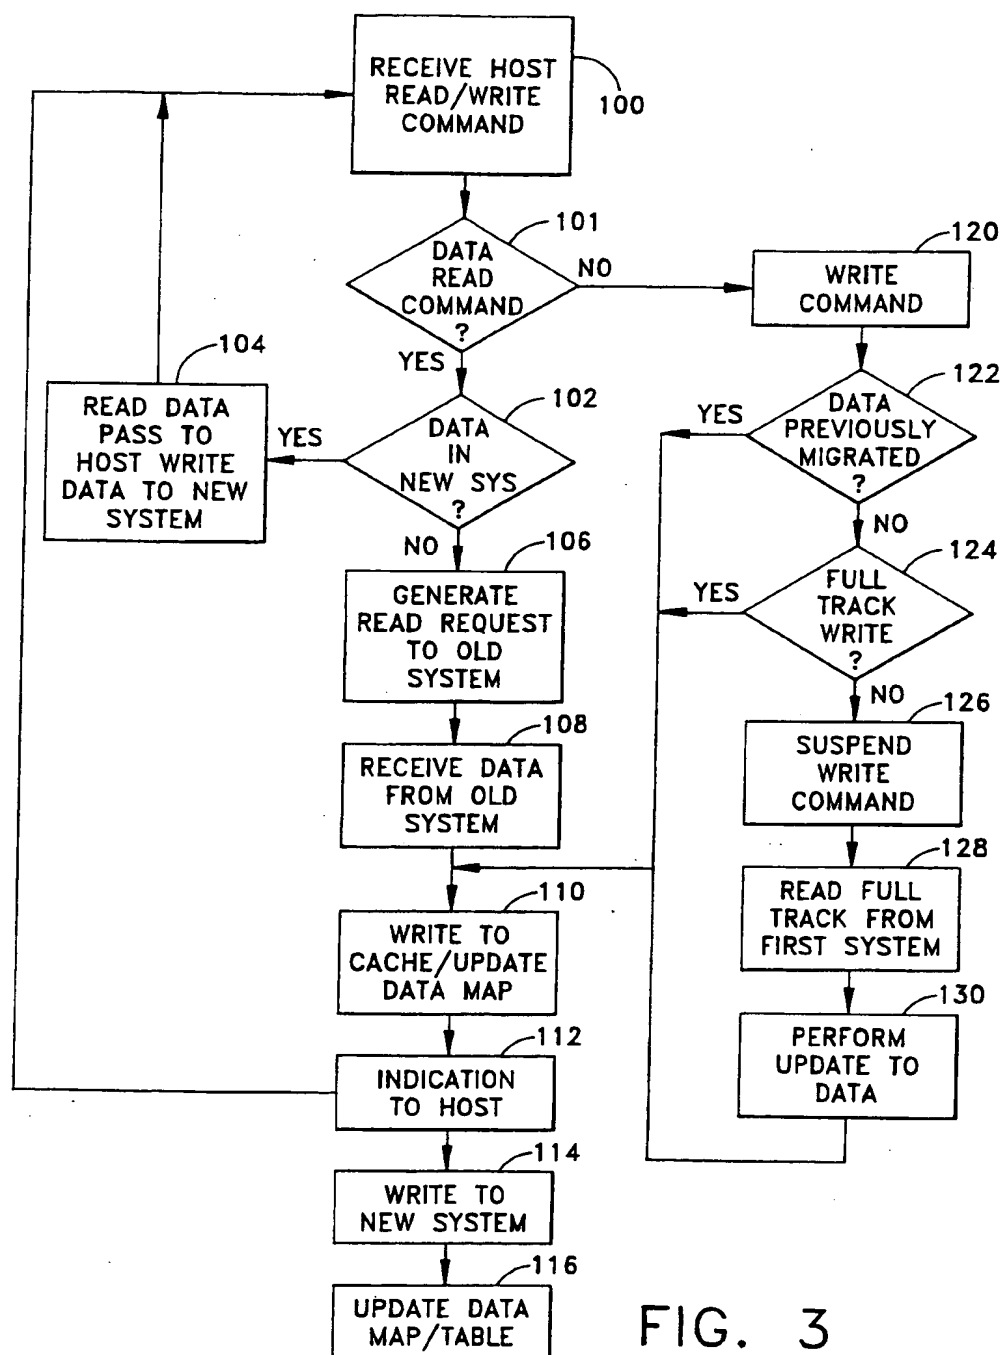 RECEIVE HOST
READ/WRITE
COMMAND
100
101
DATA
READ
COMMAND
?
NO
YES
120
WRITE
COMMAND
104
READ DATA
PASS TO
HOST WRITE
DATA TO NEW
SYSTEM
YES
102
DATA
IN
NEW SYS
?
NO
122
DATA
PREVIOUSLY
MIGRATED
?
YES
NO
106
GENERATE
READ REQUEST
TO OLD
SYSTEM
124
FULL
TRACK
WRITE
?
YES
NO
108
RECEIVE DATA
FROM OLD
SYSTEM
126
SUSPEND
WRITE
COMMAND
128
READ FULL
TRACK FROM
FIRST SYSTEM
110
WRITE TO
CACHE/UPDATE
DATA MAP
130
PERFORM
UPDATE TO
DATA
112
INDICATION
TO HOST
114
WRITE TO
NEW SYSTEM
116
UPDATE DATA
MAP/TABLE
FIG. 3